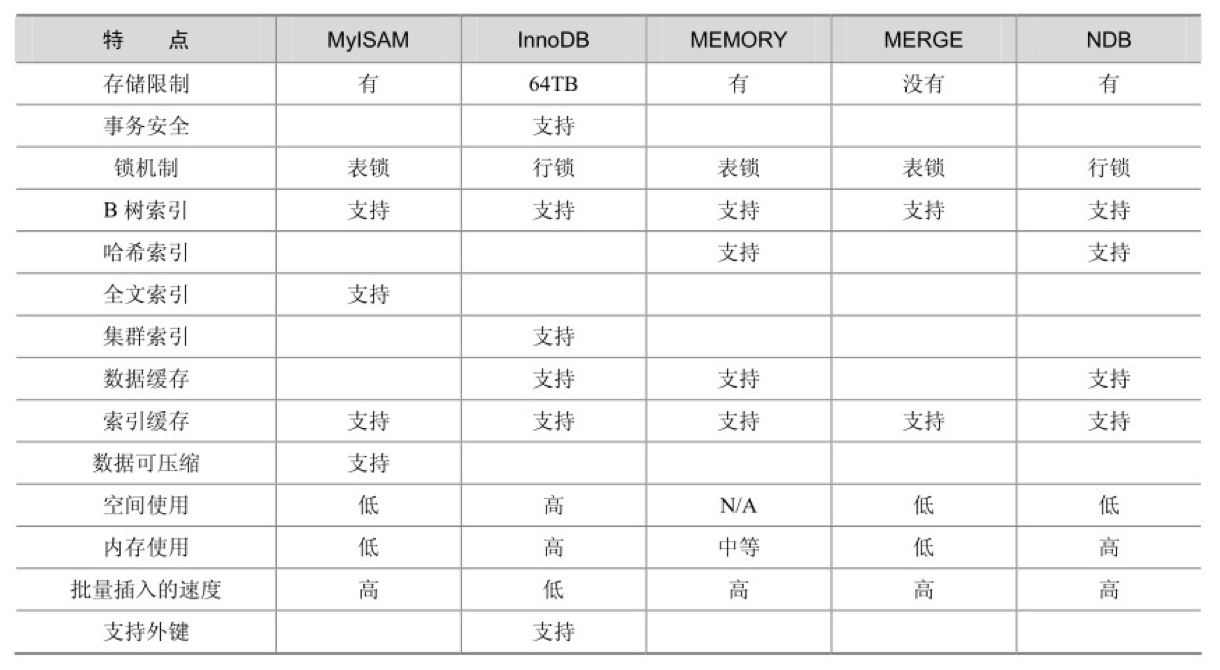 特 点 MyISAM InnoDB MEMORY MERGE NDB
存储限制 有 64TB 有 没有 有
事务安全 支持
锁机制 表锁 行锁 表锁 表锁 行锁
B 树索引 支持 支持 支持 支持 支持
哈希索引 支持 支持
全文索引 支持
集群索引 支持
数据缓存 支持 支持 支持
索引缓存 支持 支持 支持 支持 支持
数据可压缩 支持
空间使用 低 高 N/A 低 低
内存使用 低 高 中等 低 高
批量插入的速度 高 低 高 高 高
支持外键 支持